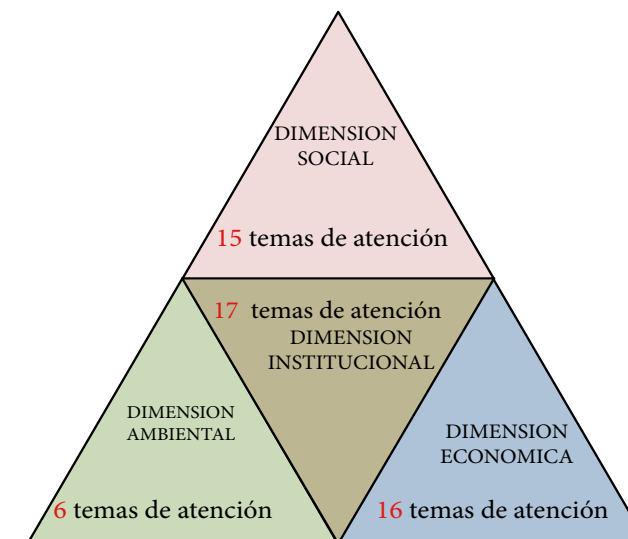 DIMENSION
SOCIAL
15 temas de atención
17 temas de atención
DIMENSION
INSTITUCIONAL
DIMENSION
AMBIENTAL
6 temas de atención
DIMENSION
ECONOMICA
16 temas de atención